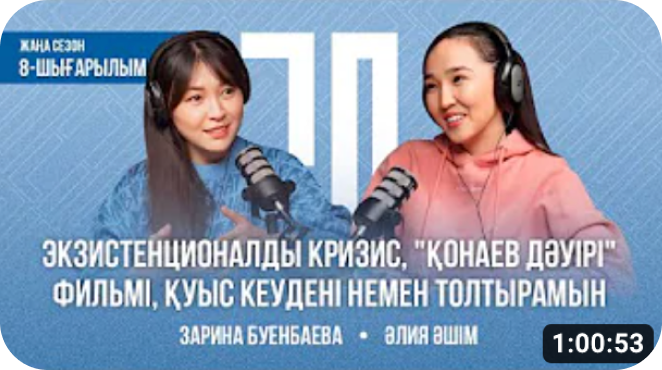 ЖАҢА СЕЗОН
8-ШЫҒАРЫЛЫМ
ЭКЗИСТЕНЦИОНАЛДЫ КРИЗИС, "ҚОНАЕВ ДӘУІРІ"
ФИЛЬМІ, ҚУЫС КЕУДЕНІ НЕМЕН ТОЛТЫРАМЫН
ЗАРИНА БУЕНБАЕВА • ӘЛИЯ ӘШІМ
1:00:53